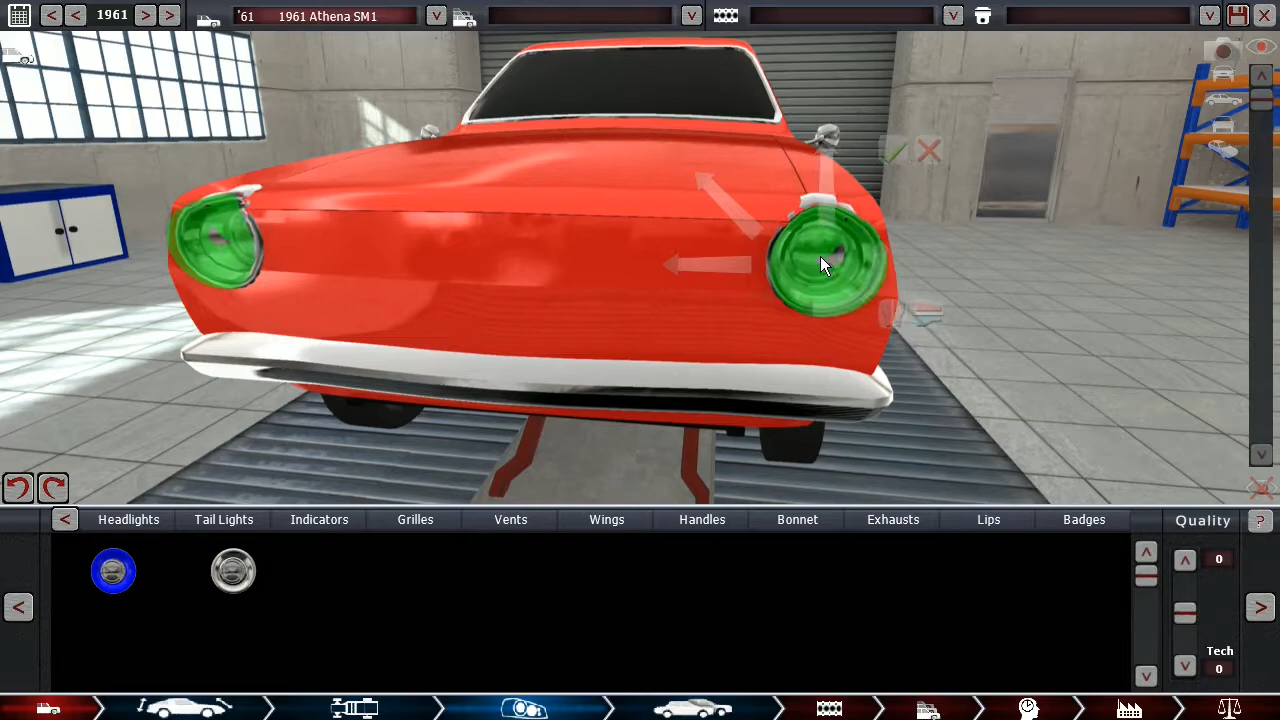 1961
'61 1961 Athena SM1
Headlights Tail Lights Indicators Grilles Vents Wings Handles Bonnet Exhausts Lips Badges Quality ?
0
Tech
0